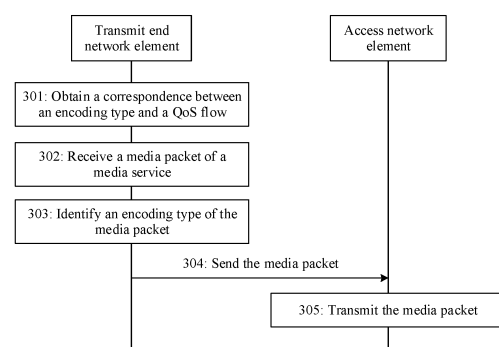 Transmit end
network element
Access network
element
301: Obtain a correspondence between
an encoding type and a QoS flow
302: Receive a media packet of a
media service
303: Identify an encoding type of the
media packet
304: Send the media packet
305: Transmit the media packet